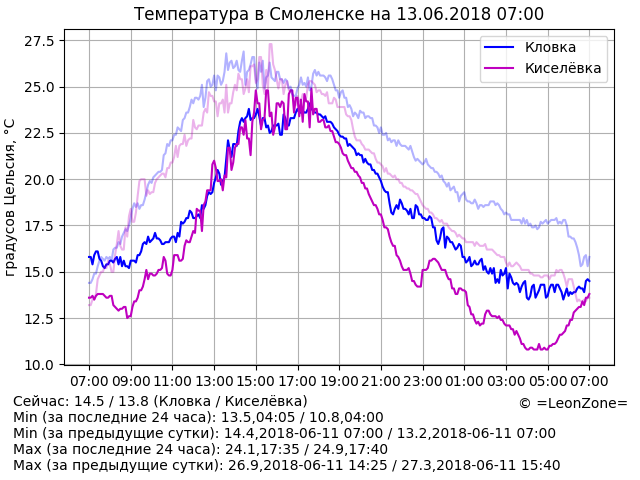 Температура в Смоленске на 13.06.2018 07:00
27.5
25.0
22.5
20.0
17.5
15.0
12.5
10.0
градусов Цельсия, °C
Кловка
Киселёвка
07:00 09:00 11:00 13:00 15:00 17:00 19:00 21:00 23:00 01:00 03:00 05:00 07:00
Сейчас: 14.5 / 13.8 (Кловка / Киселёвка)
© =LeonZone=
Min (за последние 24 часа): 13.5,04:05 / 10.8,04:00
Min (за предыдущие сутки): 14.4,2018-06-11 07:00 / 13.2,2018-06-11 07:00
Max (за последние 24 часа): 24.1,17:35 / 24.9,17:40
Max (за предыдущие сутки): 26.9,2018-06-11 14:25 / 27.3,2018-06-11 15:40